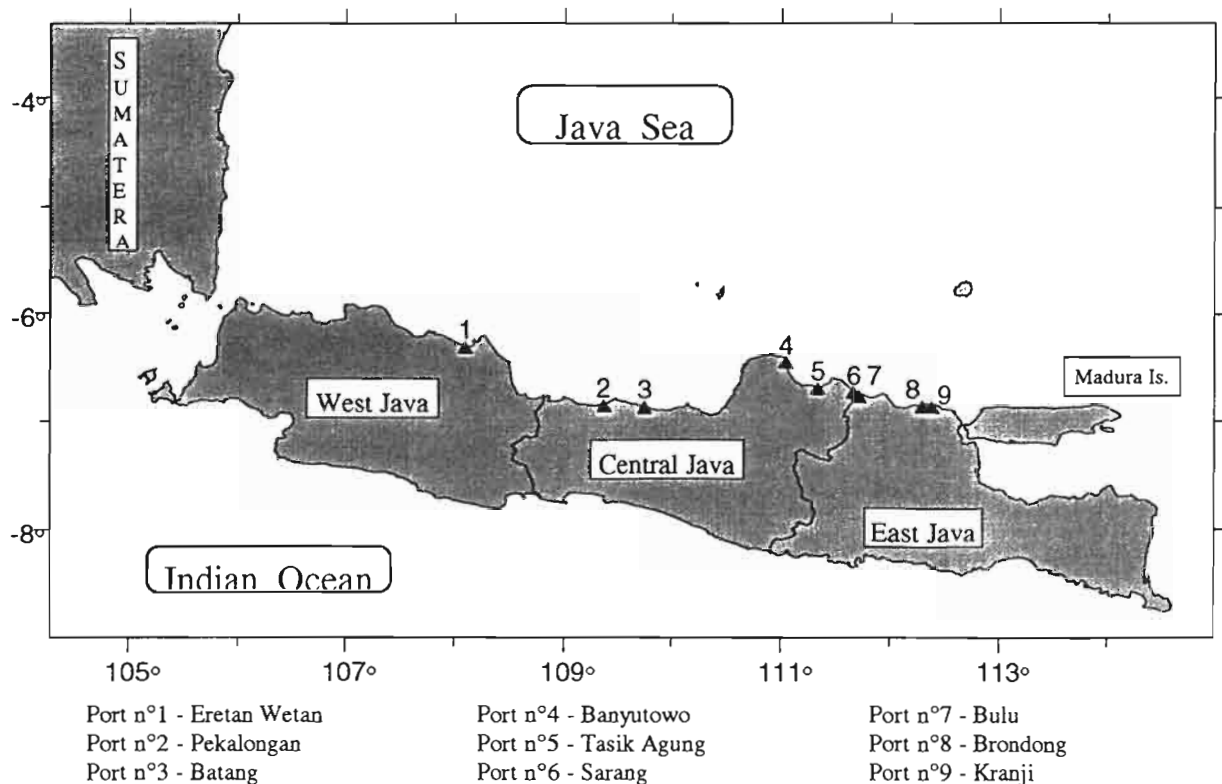 SUMATERA
Java Sea
-4°
-6°
-8°
1
2
3
4
5
6
7
8
9
Madura Is.
West Java
Central Java
East Java
Indian Ocean
105°
107°
109°
111°
113°
Port n°1 - Eretan Wetan
Port n°2 - Pekalongan
Port n°3 - Batang
Port n°4 - Banyutowo
Port n°5 - Tasik Agung
Port n°6 - Sarang
Port n°7 - Bulu
Port n°8 - Brondong
Port n°9 - Kranji